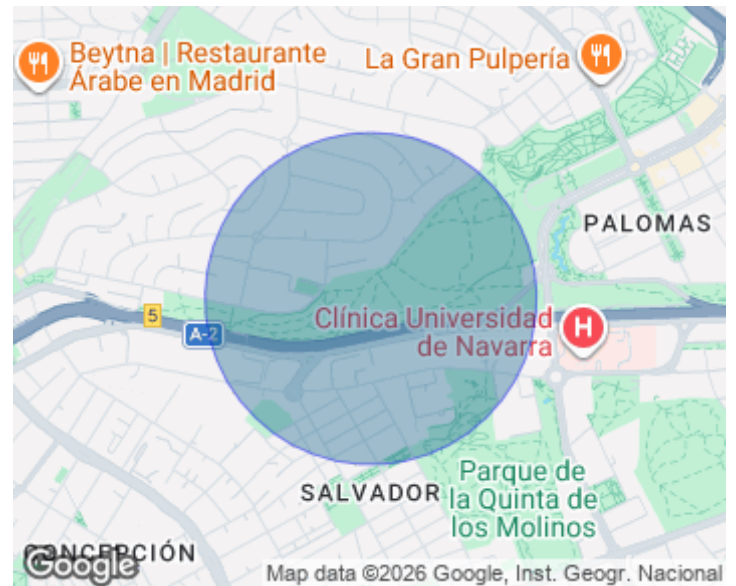 Beytna | Restaurante
Árabe en Madrid
La Gran Pulpería
PALOMAS
5
A-2
Clínica Universidad
de Navarra
H
Parque de
la Quinta de
los Molinos
SALVADOR
CONCEPCIÓN
Google
Map data ©2026 Google, Inst. Geogr. Nacional